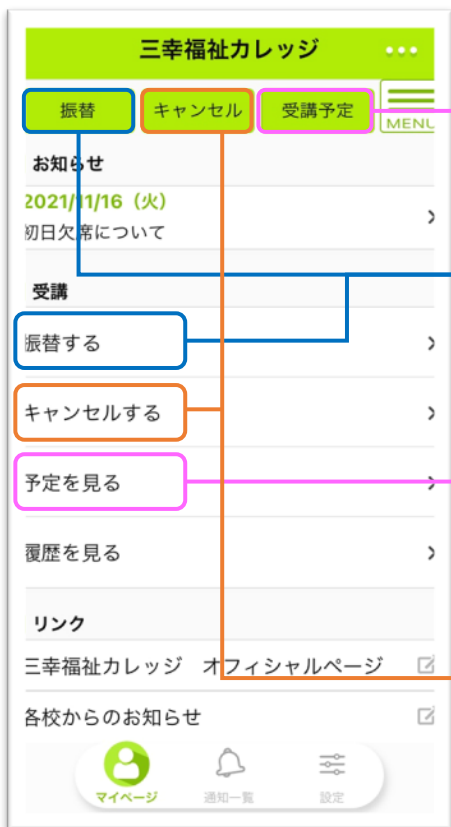 三幸福祉カレッジ
振替 キャンセル 受講予定
MENU
お知らせ
2021/11/16（火）
初日欠席について
受講
振替する
キャンセルする
予定を見る
履歴を見る
リンク
三幸福祉カレッジ　オフィシャルページ
各校からのお知らせ
マイページ 通知一覧 設定